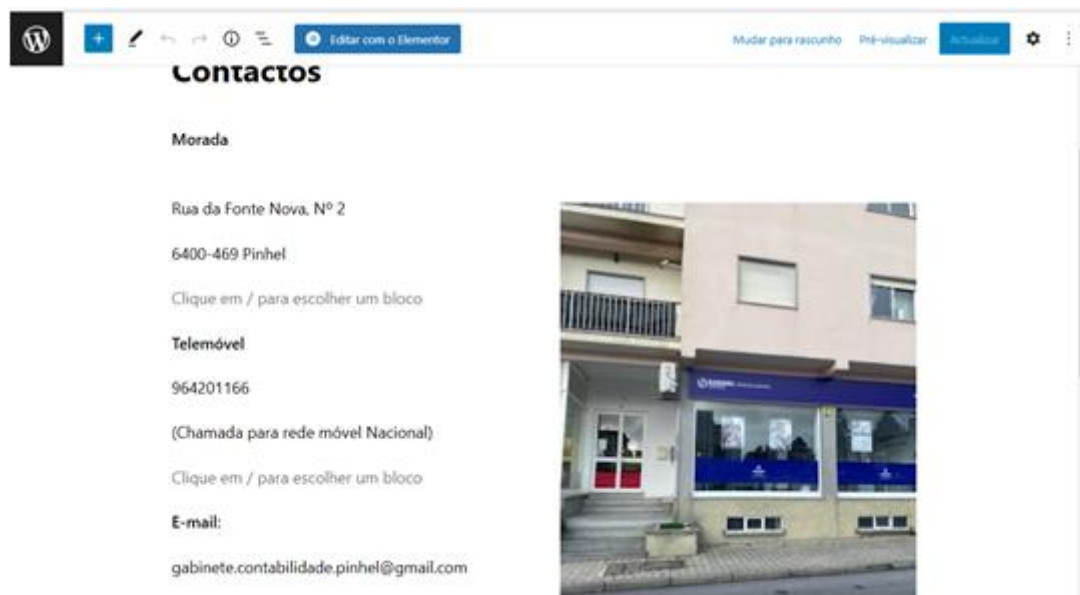 Editar com o Elementor
Mudar para rascunho
Pré-visualizar
Actualizar
Contactos
Morada
Rua da Fonte Nova, Nº 2
6400-469 Pinhel
Clique em / para escolher um bloco
Telemóvel
964201166
(Chamada para rede móvel Nacional)
Clique em / para escolher um bloco
E-mail:
gabinete.contabilidade.pinhel@gmail.com